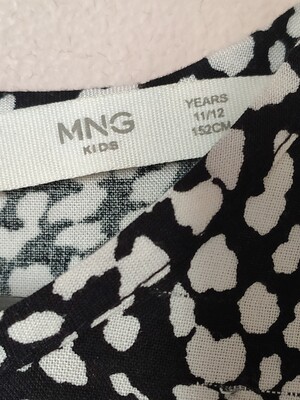 MNG
KIDS
YEARS
11/12
152CM